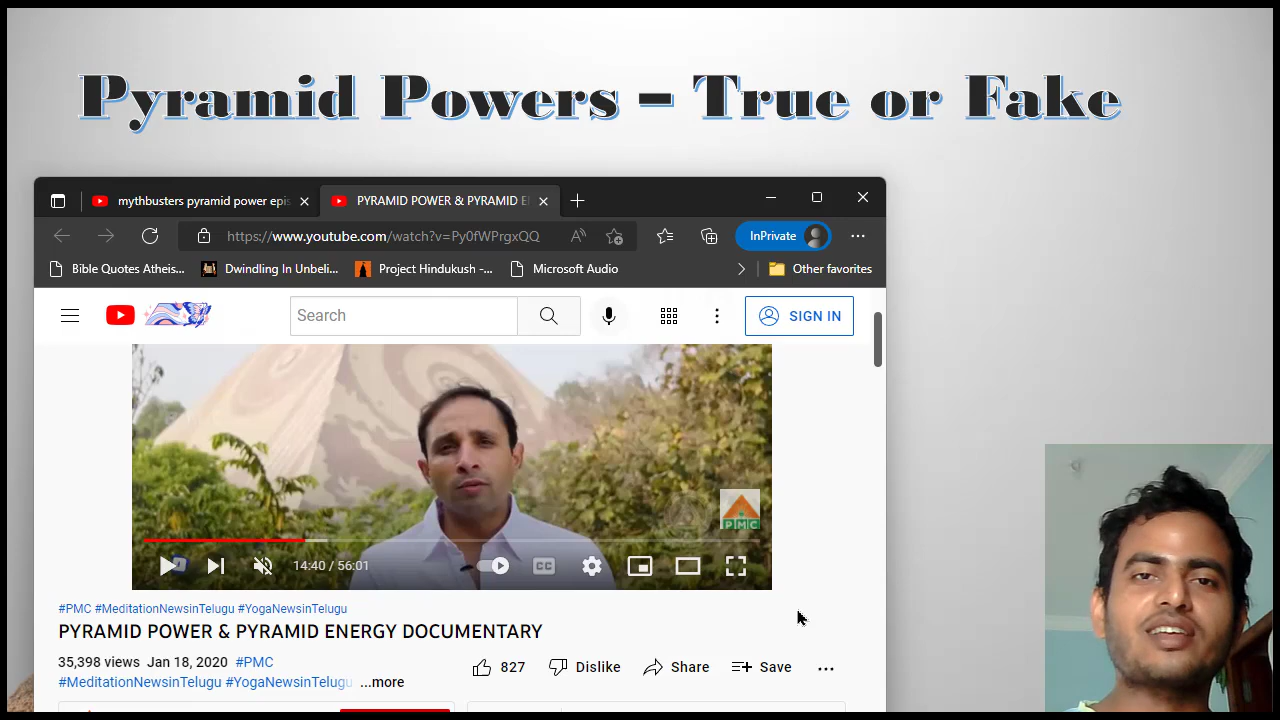 Pyramid Powers – True or Fake
mythbusters pyramid power epis
PYRAMID POWER & PYRAMID E
https://www.youtube.com/watch?v=Py0fWPrgxQQ
InPrivate
Bible Quotes Atheis...
Dwindling In Unbeli...
Project Hindukush -...
Microsoft Audio
Other favorites
Search
SIGN IN
PMC
14:40 / 56:01
CC
#PMC #MeditationNewsinTelugu #YogaNewsinTelugu
PYRAMID POWER & PYRAMID ENERGY DOCUMENTARY
35,398 views Jan 18, 2020 #PMC
#MeditationNewsinTelugu #YogaNewsinTelugu ...more
827
Dislike
Share
Save